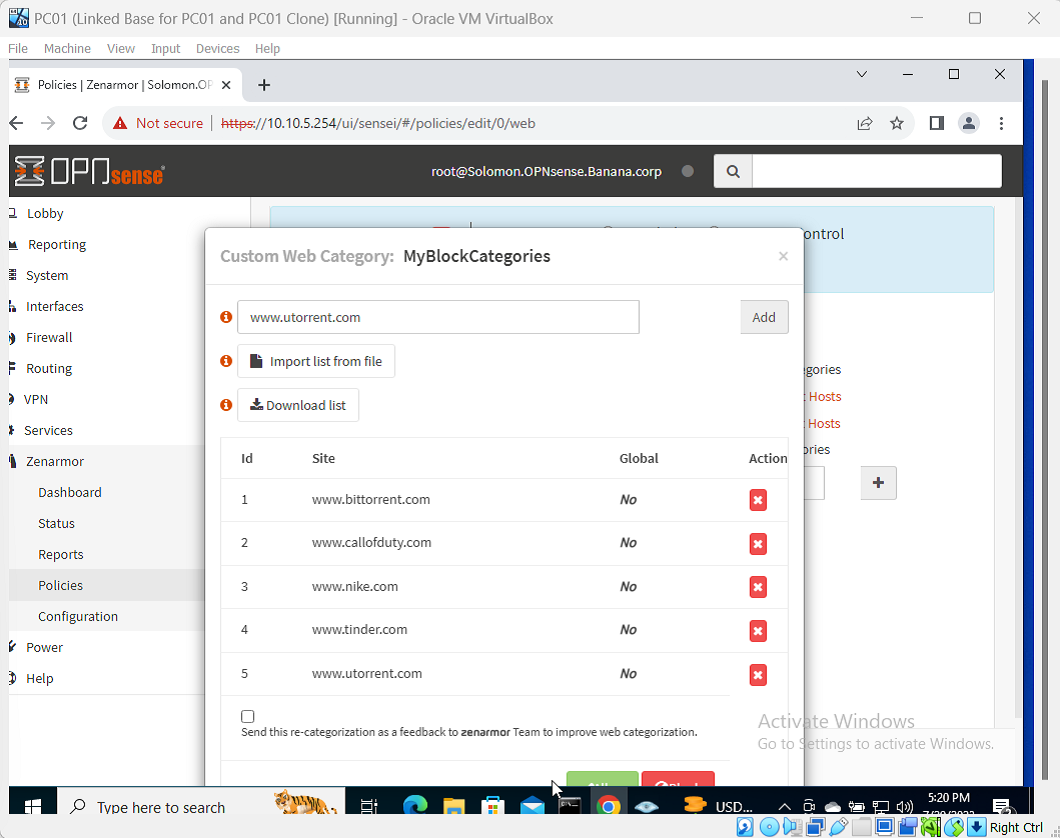 PC01 (Linked Base for PC01 and PC01 Clone) [Running] - Oracle VM VirtualBox
File Machine View Input Devices Help
Policies | Zenarmor | Solomon.OP
Not secure | https://10.10.5.254/ui/sensei/#/policies/edit/0/web
OPNsense
root@Solomon.OPNsense.Banana.corp
Lobby
Reporting
System
Interfaces
Firewall
Routing
VPN
Services
Zenarmor
Dashboard
Status
Reports
Policies
Configuration
Power
Help
ontrol
Custom Web Category: MyBlockCategories
www.utorrent.com
Add
Import list from file
Download list
Id Site Global Action
1 www.bittorrent.com No
2 www.callofduty.com No
3 www.nike.com No
4 www.tinder.com No
5 www.utorrent.com No
Send this re-categorization as a feedback to zenarmor Team to improve web categorization.
egories
Hosts
Hosts
ories
Activate Windows
Go to Settings to activate Windows.
Type here to search
USD...
5:20 PM
Right Ctrl